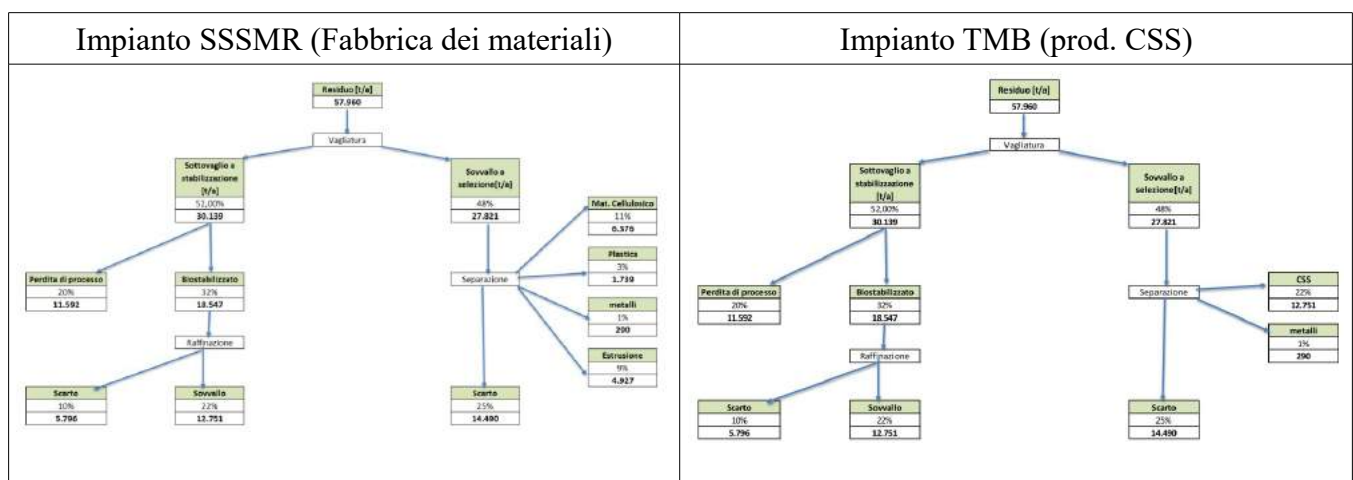 Impianto SSSMR (Fabbrica dei materiali)
Residuo [t/a]
57.960
Vagliatura
Sottovaglio a
stabilizzazione
[t/a]
52,00%
30.139
Sovvallo a
selezione[t/a]
48%
27.821
Mat. Cellulosico
11%
6.376
Plastica
3%
1.739
Perdita di processo
20%
11.592
Biostabilizzato
32%
18.547
Separazione
metalli
1%
290
Raffinazione
Estrusione
9%
4.927
Scarto
10%
5.796
Sovvallo
22%
12.751
Scarto
25%
14.490
Impianto TMB (prod. CSS)
Residuo [t/a]
57.960
Vagliatura
Sottovaglio a
stabilizzazione
[t/a]
52,00%
30.139
Sovvallo a
selezione[t/a]
48%
27.821
Perdita di processo
20%
11.592
Biostabilizzato
32%
18.547
Separazione
CSS
22%
12.751
metalli
1%
290
Raffinazione
Scarto
10%
5.796
Sovvallo
22%
12.751
Scarto
25%
14.490